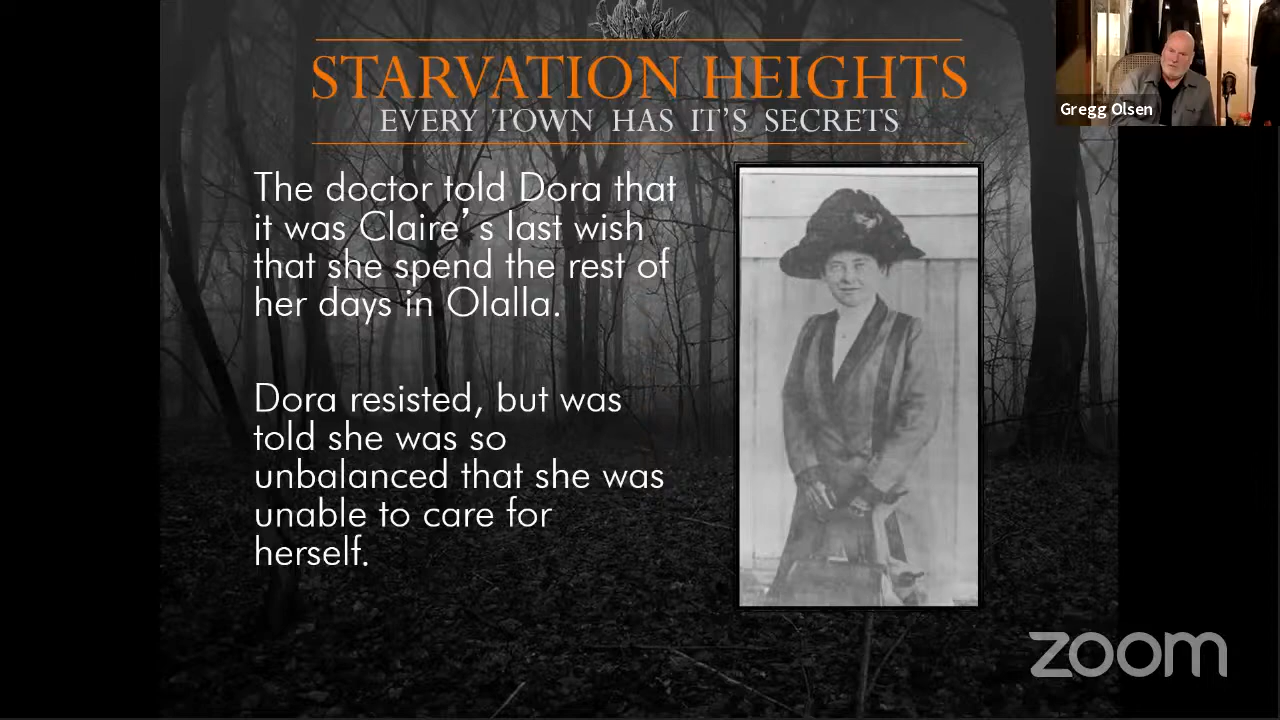 STARVATION HEIGHTS
EVERY TOWN HAS IT'S SECRETS
Gregg Olsen
The doctor told Dora that
it was Claire’s last wish
that she spend the rest of
her days in Olalla.
Dora resisted, but was
told she was so
unbalanced that she was
unable to care for
herself.
zoom